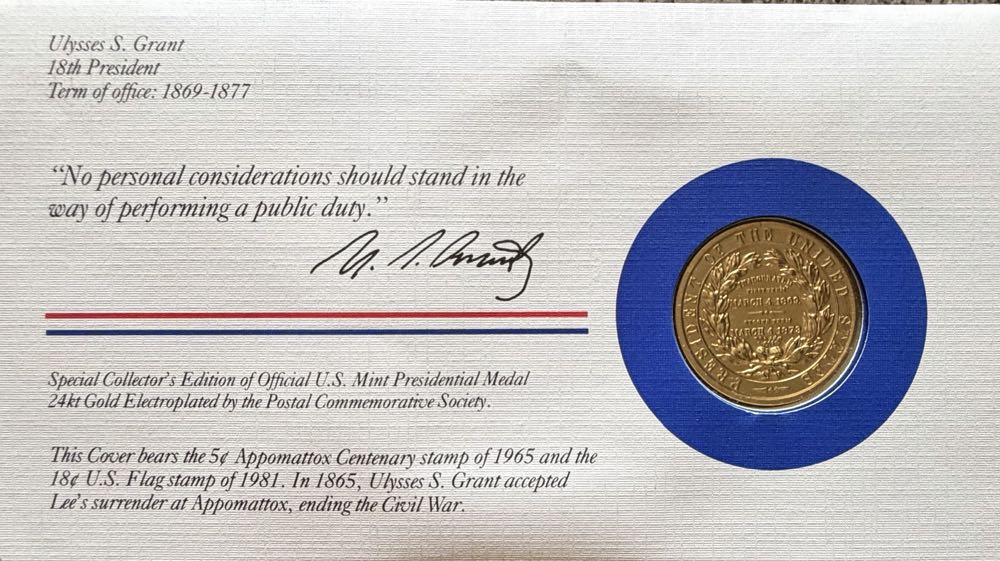 Ulysses S. Grant
18th President
Term of office: 1869-1877
“No personal considerations should stand in the
way of performing a public duty.”
U. S. Grant
Special Collector's Edition of Official U.S. Mint Presidential Medal
24kt Gold Electroplated by the Postal Commemorative Society.
This Cover bears the 5¢ Appomattox Centenary stamp of 1965 and the
18¢ U.S. Flag stamp of 1981. In 1865, Ulysses S. Grant accepted
Lee's surrender at Appomattox, ending the Civil War.
PRESIDENT OF THE UNITED STATES
INAUGURATED
MARCH 4 1869
MARCH 4 1873